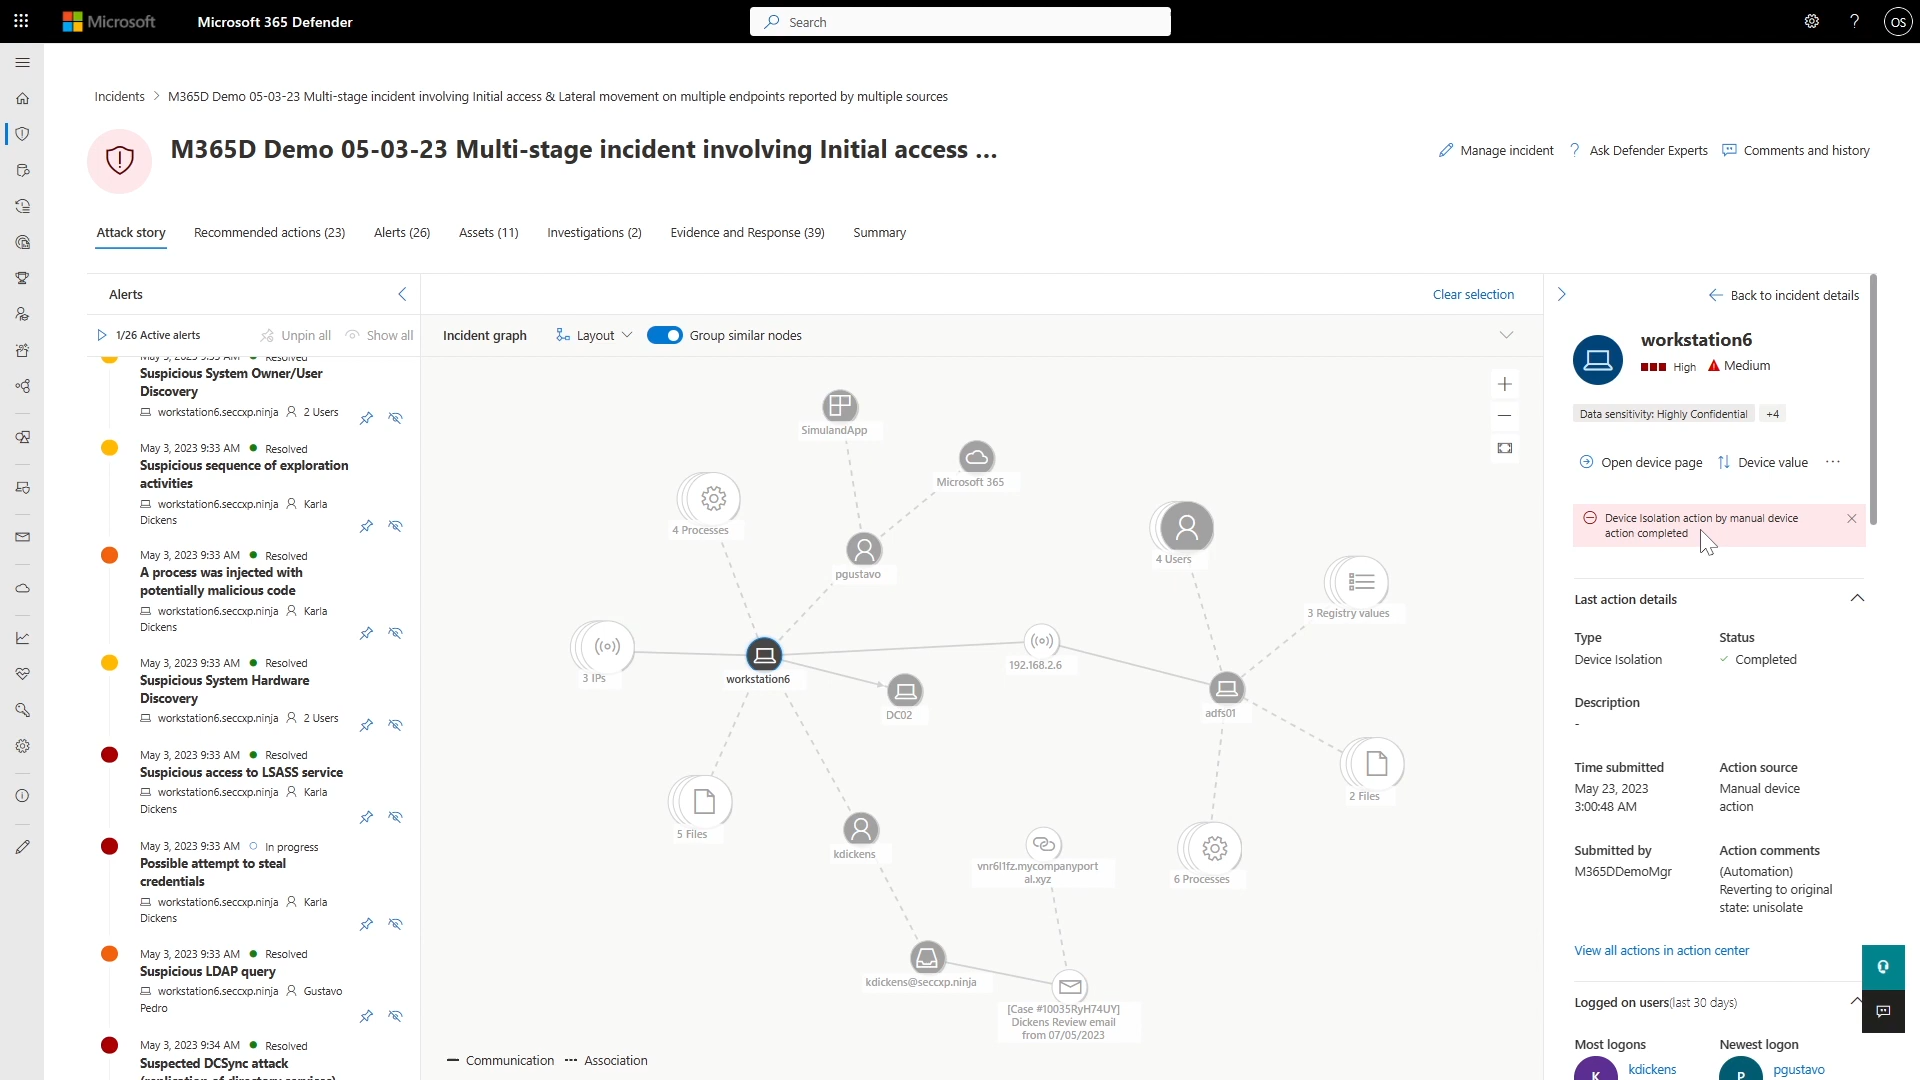 Microsoft
Microsoft 365 Defender
Search
?
OS
Incidents > M365D Demo 05-03-23 Multi-stage incident involving Initial access & Lateral movement on multiple endpoints reported by multiple sources
M365D Demo 05-03-23 Multi-stage incident involving Initial access ...
Manage incident
? Ask Defender Experts
Comments and history
Attack story
Recommended actions (23)
Alerts (26)
Assets (11)
Investigations (2)
Evidence and Response (39)
Summary
Alerts
1/26 Active alerts
Unpin all
Show all
May 3, 2023 9:33 AM Resolved
Suspicious System Owner/User
Discovery
workstation6.seccxp.ninja 2 Users
May 3, 2023 9:33 AM Resolved
Suspicious sequence of exploration
activities
workstation6.seccxp.ninja Karla
Dickens
May 3, 2023 9:33 AM Resolved
A process was injected with
potentially malicious code
workstation6.seccxp.ninja Karla
Dickens
May 3, 2023 9:33 AM Resolved
Suspicious System Hardware
Discovery
workstation6.seccxp.ninja 2 Users
May 3, 2023 9:33 AM Resolved
Suspicious access to LSASS service
workstation6.seccxp.ninja Karla
Dickens
May 3, 2023 9:33 AM In progress
Possible attempt to steal
credentials
workstation6.seccxp.ninja Karla
Dickens
May 3, 2023 9:33 AM Resolved
Suspicious LDAP query
workstation6.seccxp.ninja Gustavo
Pedro
May 3, 2023 9:34 AM Resolved
Suspected DCSync attack
(replication of directory services)
Clear selection
Incident graph
Layout
Group similar nodes
SimulandApp
Microsoft 365
4 Processes
pgustavo
4 Users
3 Registry values
3 IPs
workstation6
192.168.2.6
DC02
adfs01
2 Files
5 Files
kdickens
vnr6l1fz.mycompanyport
al.xyz
6 Processes
kdickens@seccxp.ninja
[Case #10035RyH74UY]
Dickens Review email
from 07/05/2023
Communication
Association
Back to incident details
workstation6
High
Medium
Data sensitivity: Highly Confidential
+4
Open device page
Device value
...
Device Isolation action by manual device
action completed
Last action details
Type
Status
Device Isolation
Completed
Description
-
Time submitted
Action source
May 23, 2023
3:00:48 AM
Manual device
action
Submitted by
Action comments
M365DDemoMgr
(Automation)
Reverting to original
state: unisolate
View all actions in action center
Logged on users(last 30 days)
Most logons
Newest logon
K
kdickens
P
pgustavo